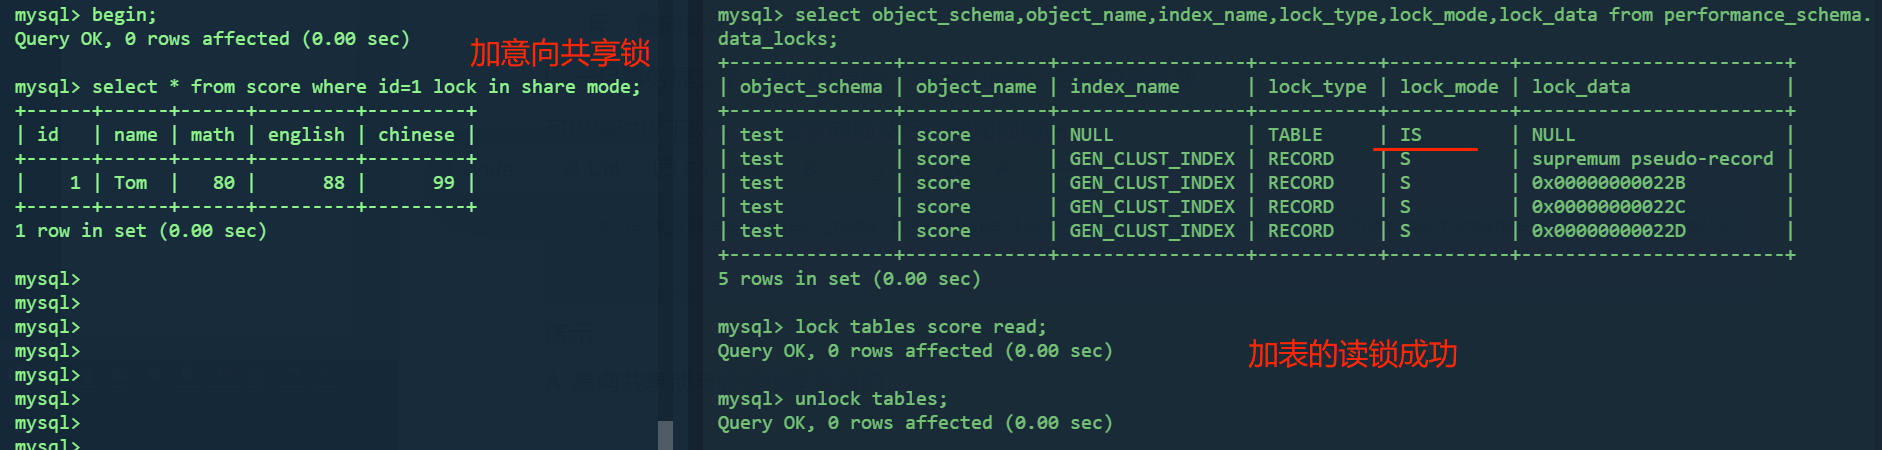 mysql> begin;
Query OK, 0 rows affected (0.00 sec)
加意向共享锁
mysql> select * from score where id=1 lock in share mode;
+------+------+------+---------+---------+
| id   | name | math | english | chinese |
+------+------+------+---------+---------+
|    1 | Tom  |   80 |      88 |      99 |
+------+------+------+---------+---------+
1 row in set (0.00 sec)
mysql>
mysql>
mysql>
mysql>
mysql>
mysql>
mysql>
mysql>
mysql> select object_schema,object_name,index_name,lock_type,lock_mode,lock_data from performance_schema.
data_locks;
+---------------+-------------+-----------------+-----------+-----------+------------------------+
| object_schema | object_name | index_name      | lock_type | lock_mode | lock_data              |
+---------------+-------------+-----------------+-----------+-----------+------------------------+
| test          | score       | NULL            | TABLE     | IS        | NULL                   |
| test          | score       | GEN_CLUST_INDEX | RECORD    | S         | supremum pseudo-record |
| test          | score       | GEN_CLUST_INDEX | RECORD    | S         | 0x00000000022B         |
| test          | score       | GEN_CLUST_INDEX | RECORD    | S         | 0x00000000022C         |
| test          | score       | GEN_CLUST_INDEX | RECORD    | S         | 0x00000000022D         |
+---------------+-------------+-----------------+-----------+-----------+------------------------+
5 rows in set (0.00 sec)
mysql> lock tables score read;
Query OK, 0 rows affected (0.00 sec)
加表的读锁成功
mysql> unlock tables;
Query OK, 0 rows affected (0.00 sec)